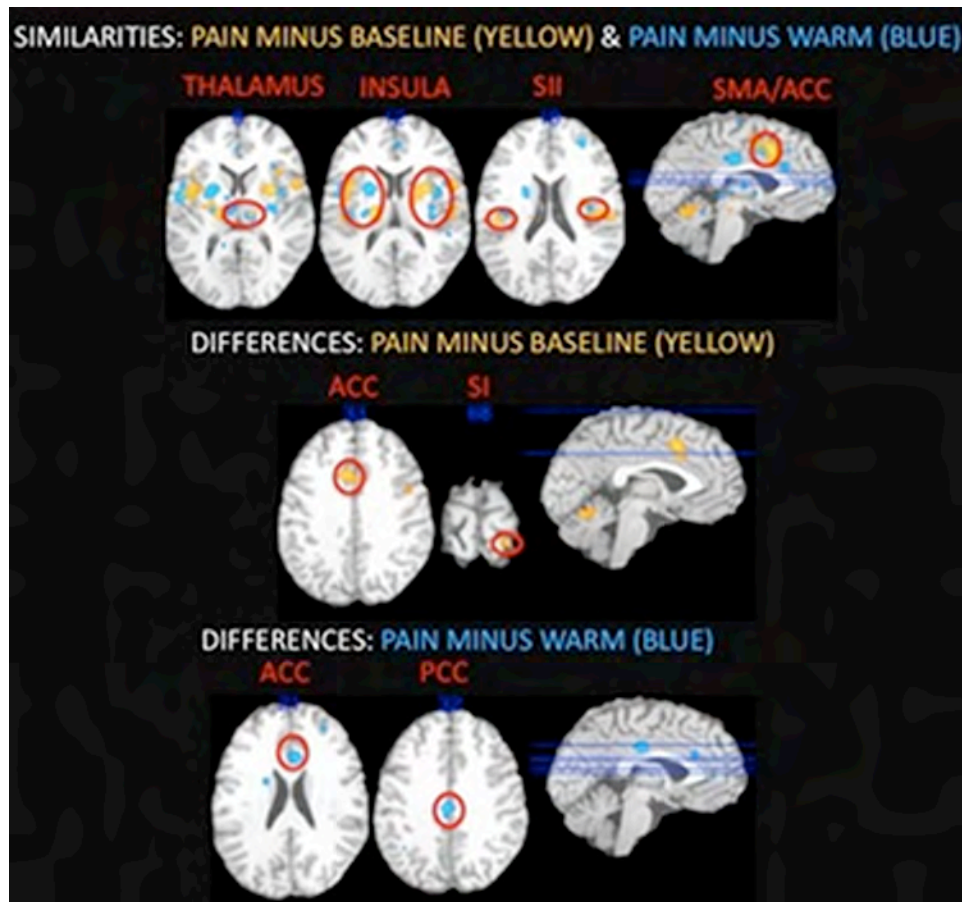 SIMILARITIES: PAIN MINUS BASELINE (YELLOW) & PAIN MINUS WARM (BLUE)
THALAMUS INSULA SII SMA/ACC
DIFFERENCES: PAIN MINUS BASELINE (YELLOW)
ACC SI
DIFFERENCES: PAIN MINUS WARM (BLUE)
ACC PCC